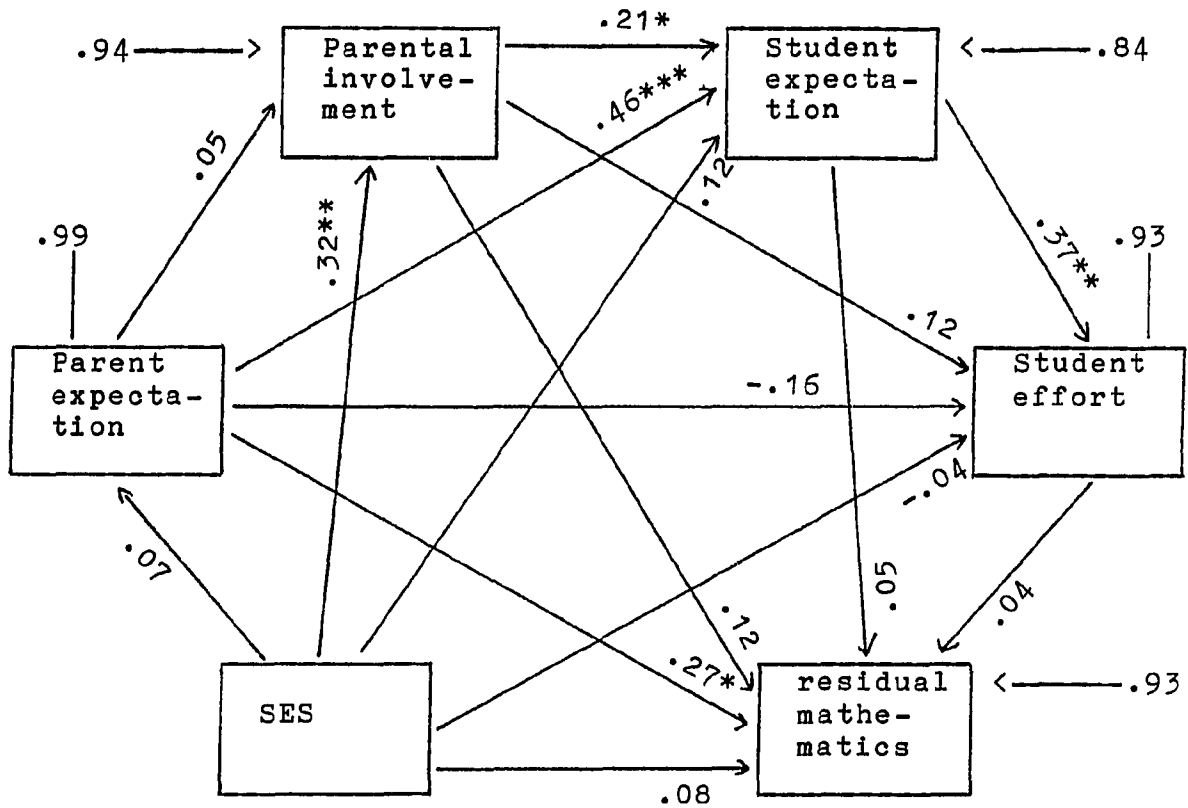 .21*
.94
Parental
involve-
ment
Student
expecta-
tion
.84
.46***
.05
.12
.32**
.99
.37**
.93
.12
Parent
expecta-
tion
-.16
Student
effort
-.04
.07
.05
.04
.12
.27*
SES
residual
mathe-
matics
.93
.08